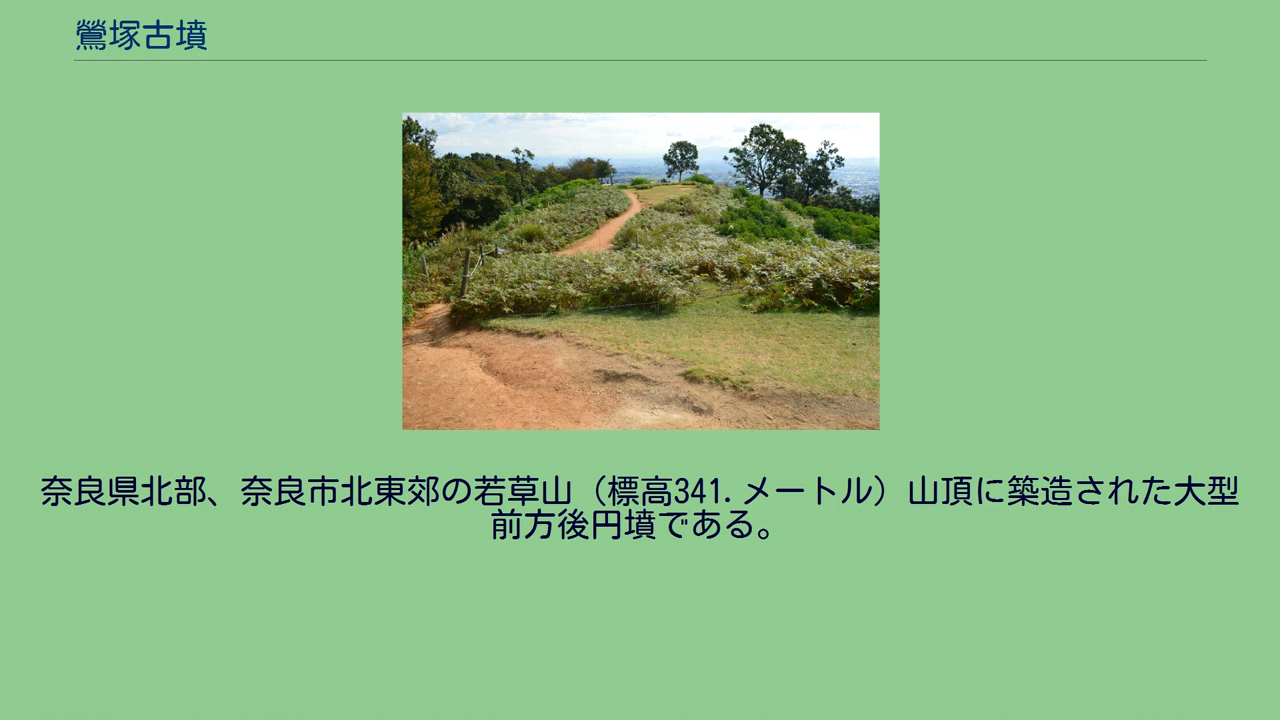 鶯塚古墳
奈良県北部、奈良市北東郊の若草山（標高341.メートル）山頂に築造された大型
前方後円墳である。